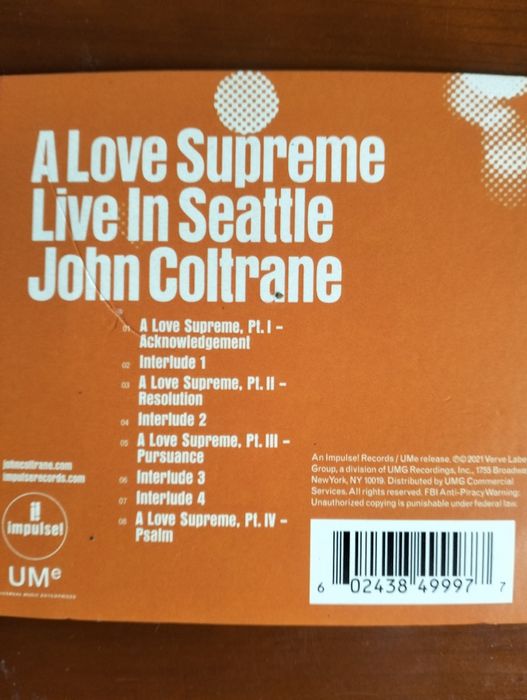 A Love Supreme
Live In Seattle
John Coltrane
01 A Love Supreme, Pt. I –
Acknowledgement
02 Interlude 1
03 A Love Supreme, Pt. II –
Resolution
04 Interlude 2
05 A Love Supreme, Pt. III –
Pursuance
06 Interlude 3
07 Interlude 4
08 A Love Supreme, Pt. IV –
Psalm
johncoltrane.com
impulserecords.com
i!
impulse!
UMe
An Impulse! Records / UMe release. ℗© 2021 Verve Labe
Group, a division of UMG Recordings, Inc., 1755 Broadwa
New York, NY 10019. Distributed by UMG Commercial
Services. All rights reserved. FBI Anti-Piracy Warning:
Unauthorized copying is punishable under federal law.
6 02438 49997 7